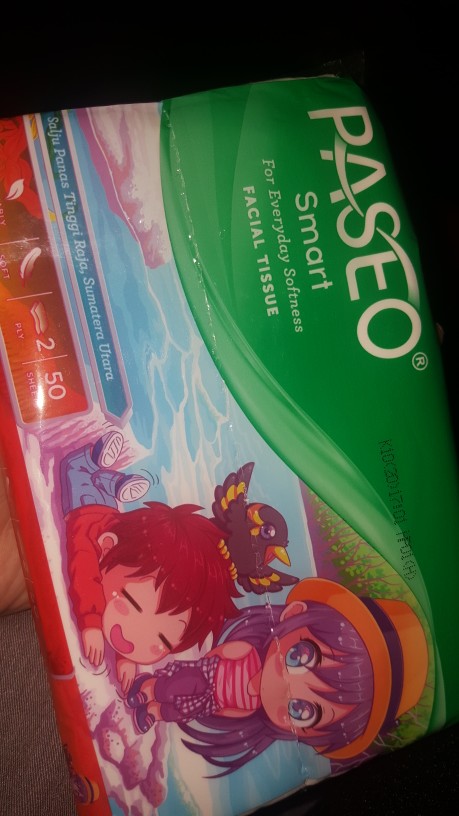 PASEO®
Smart
For Everyday Softness
FACIAL TISSUE
Salju Panas Tinggi Raja, Sumatera Utara
SOFT
2
PLY
50